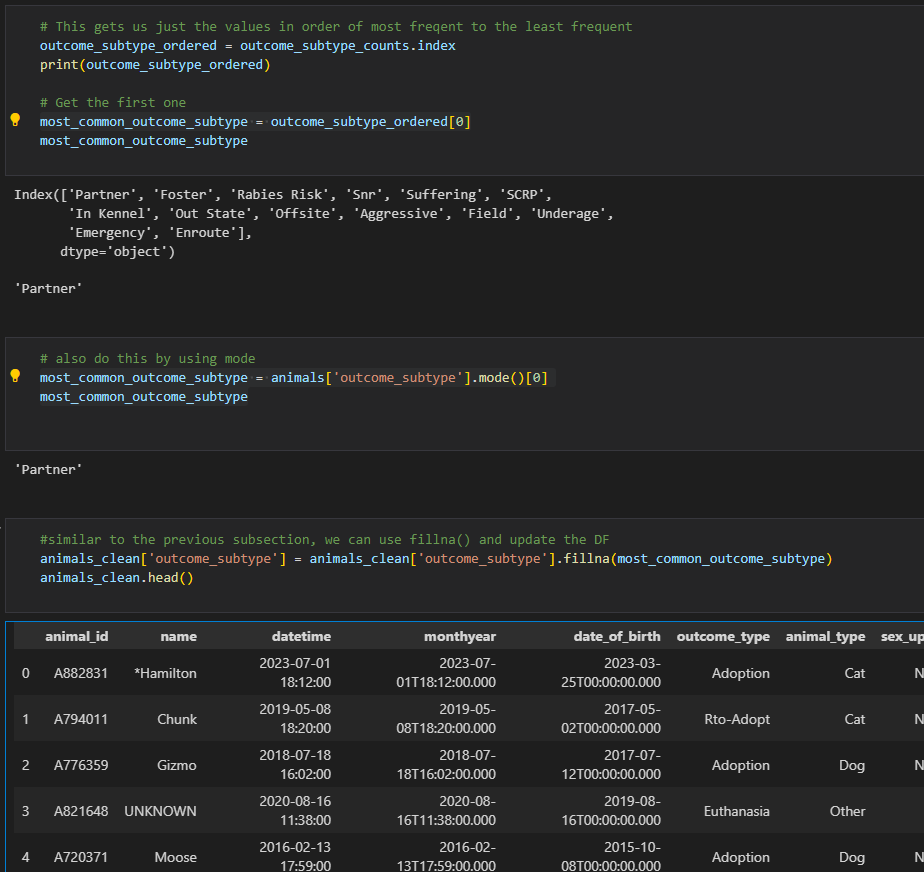 # This gets us just the values in order of most freqent to the least frequent
outcome_subtype_ordered = outcome_subtype_counts.index
print(outcome_subtype_ordered)
# Get the first one
most_common_outcome_subtype = outcome_subtype_ordered[0]
most_common_outcome_subtype
Index(['Partner', 'Foster', 'Rabies Risk', 'Snr', 'Suffering', 'SCRP',
'In Kennel', 'Out State', 'Offsite', 'Aggressive', 'Field', 'Underage',
'Emergency', 'Enroute'],
dtype='object')
'Partner'
# also do this by using mode
most_common_outcome_subtype = animals['outcome_subtype'].mode()[0]
most_common_outcome_subtype
'Partner'
#similar to the previous subsection, we can use fillna() and update the DF
animals_clean['outcome_subtype'] = animals_clean['outcome_subtype'].fillna(most_common_outcome_subtype)
animals_clean.head()
animal_id name datetime monthyear date_of_birth outcome_type animal_type sex_up
0 A882831 *Hamilton 2023-07-01 18:12:00 2023-07-01T18:12:00.000 2023-03-25T00:00:00.000 Adoption Cat N
1 A794011 Chunk 2019-05-08 18:20:00 2019-05-08T18:20:00.000 2017-05-02T00:00:00.000 Rto-Adopt Cat N
2 A776359 Gizmo 2018-07-18 16:02:00 2018-07-18T16:02:00.000 2017-07-12T00:00:00.000 Adoption Dog N
3 A821648 UNKNOWN 2020-08-16 11:38:00 2020-08-16T11:38:00.000 2019-08-16T00:00:00.000 Euthanasia Other
4 A720371 Moose 2016-02-13 17:59:00 2016-02-13T17:59:00.000 2015-10-08T00:00:00.000 Adoption Dog N